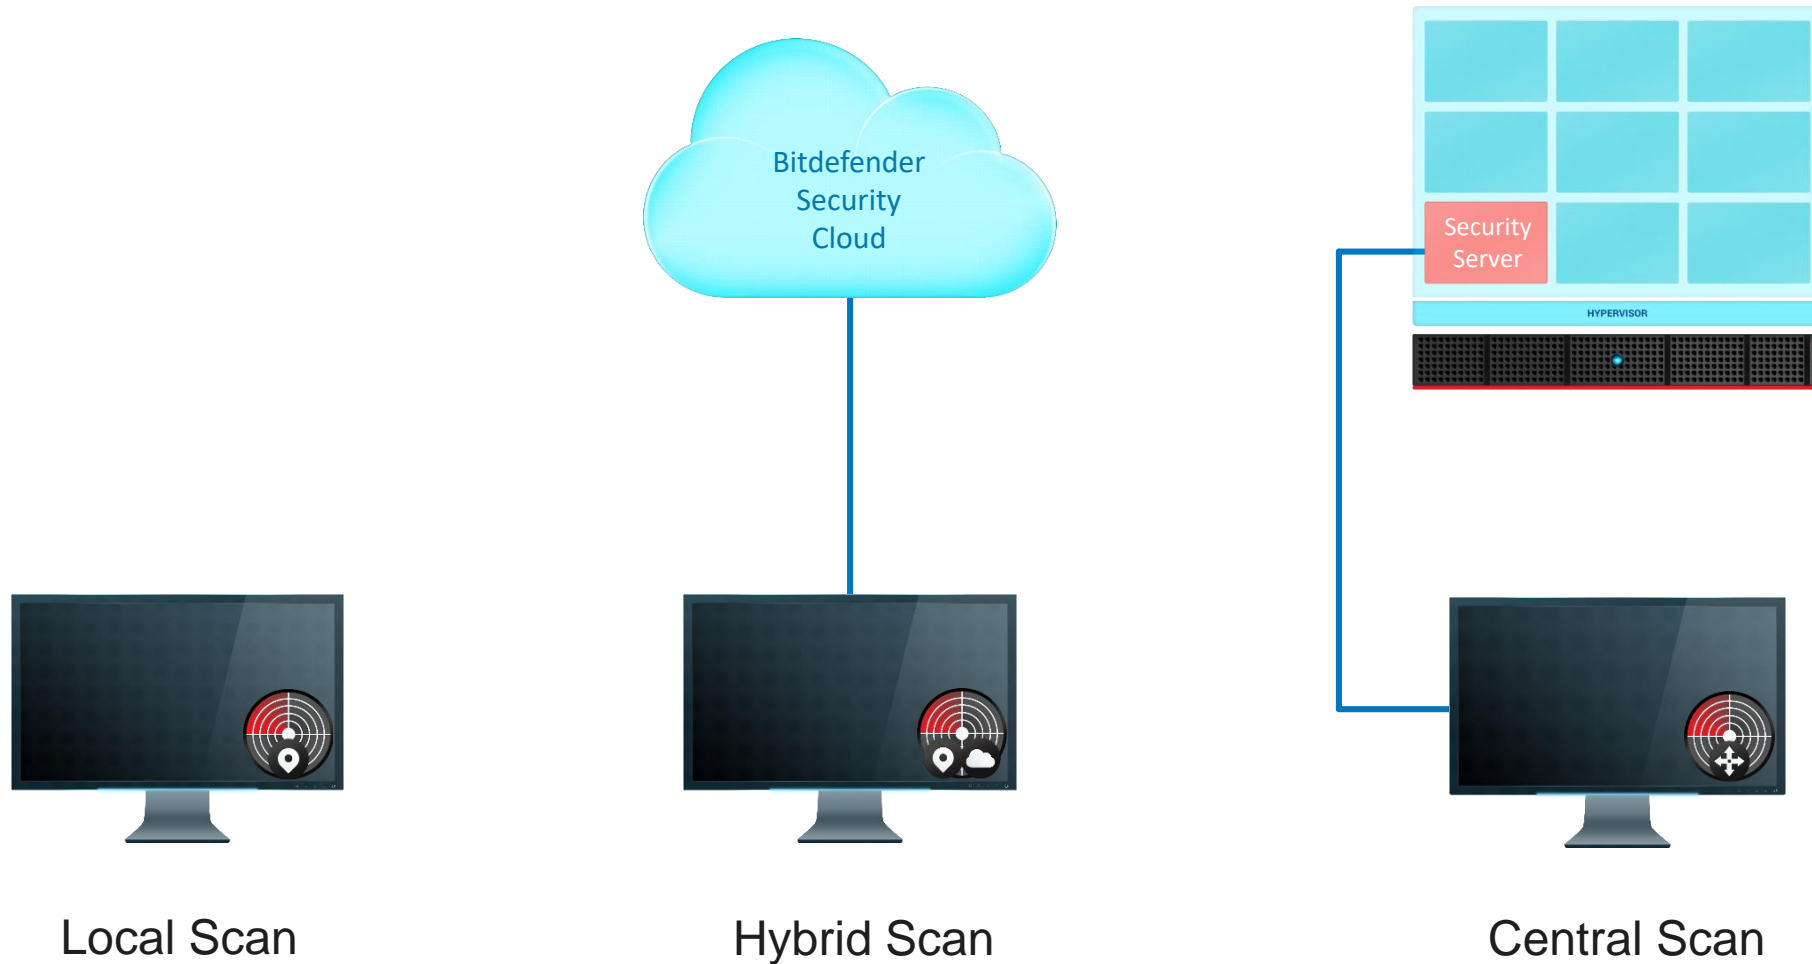 Bitdefender
Security
Cloud
Security
Server
HYPERVISOR
Local Scan
Hybrid Scan
Central Scan